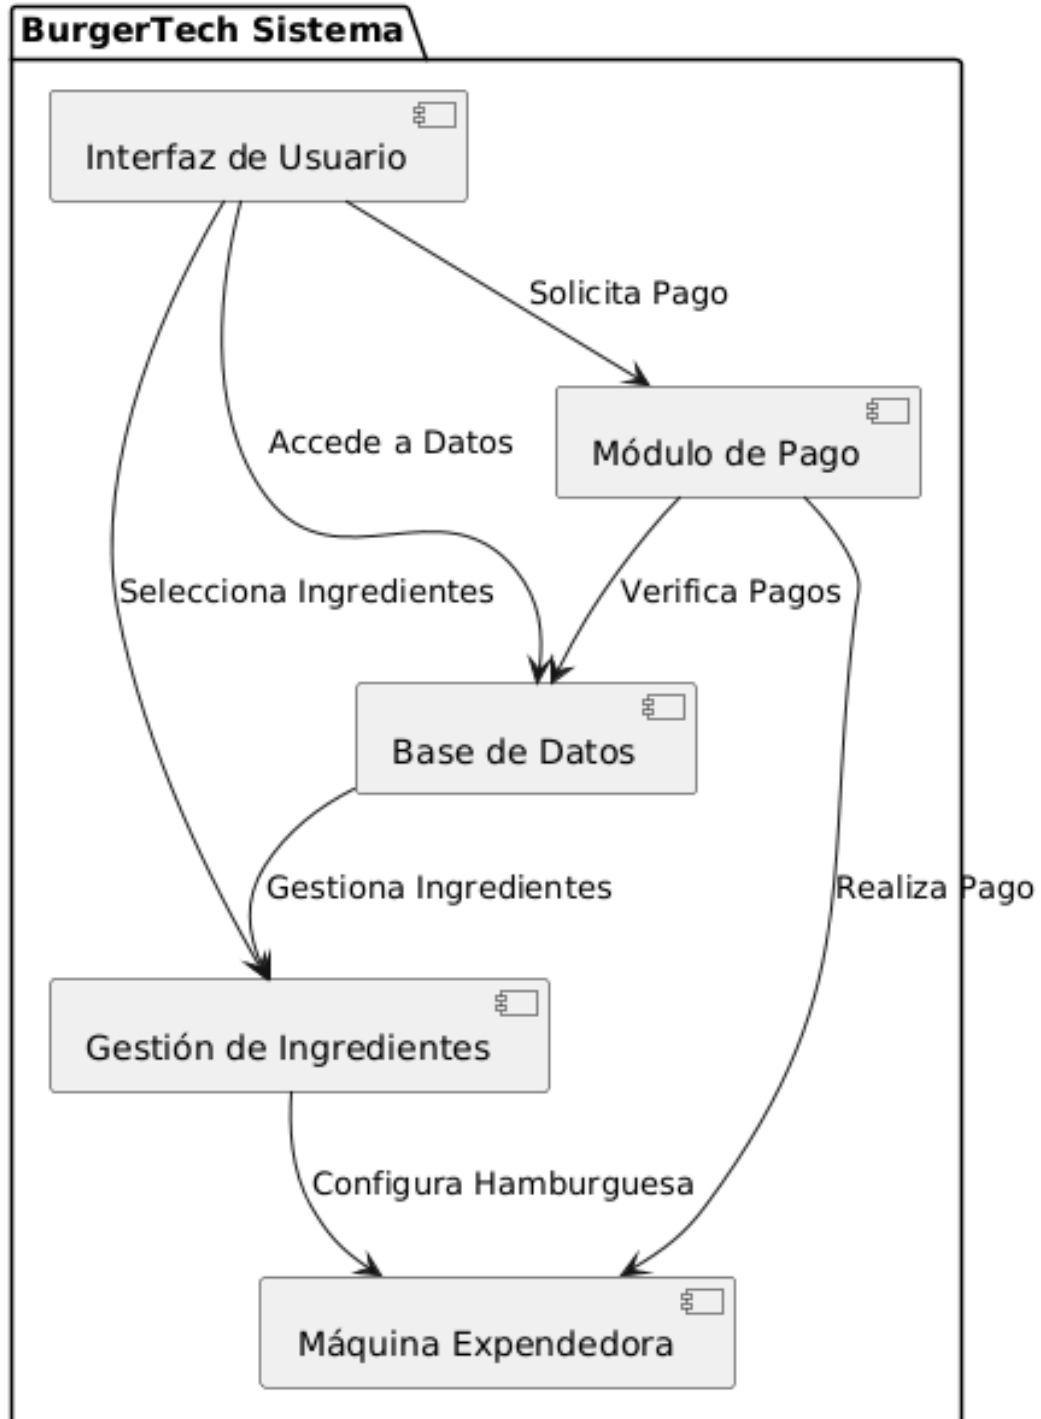 BurgerTech Sistema
Interfaz de Usuario
Solicita Pago
Accede a Datos
Módulo de Pago
Selecciona Ingredientes
Verifica Pagos
Base de Datos
Gestiona Ingredientes
Realiza Pago
Gestión de Ingredientes
Configura Hamburguesa
Máquina Expendedora